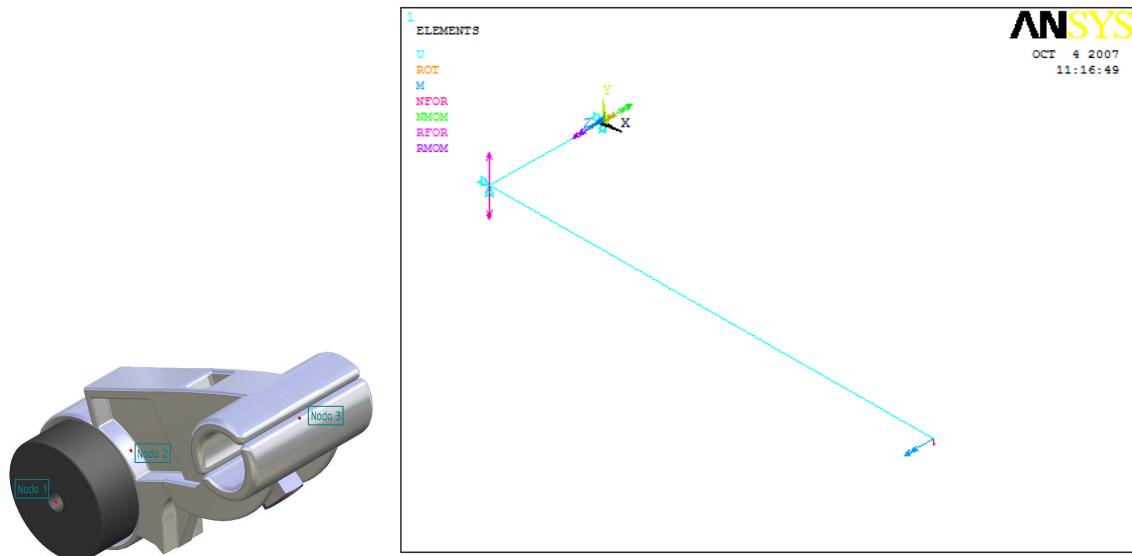 1
ELEMENTS
U
ROT
M
NFOR
NMOM
RFOR
RMOM
ANSYS
OCT 4 2007
11:16:49
Y
Z
X
Nodo 3
Nodo 2
Nodo 1